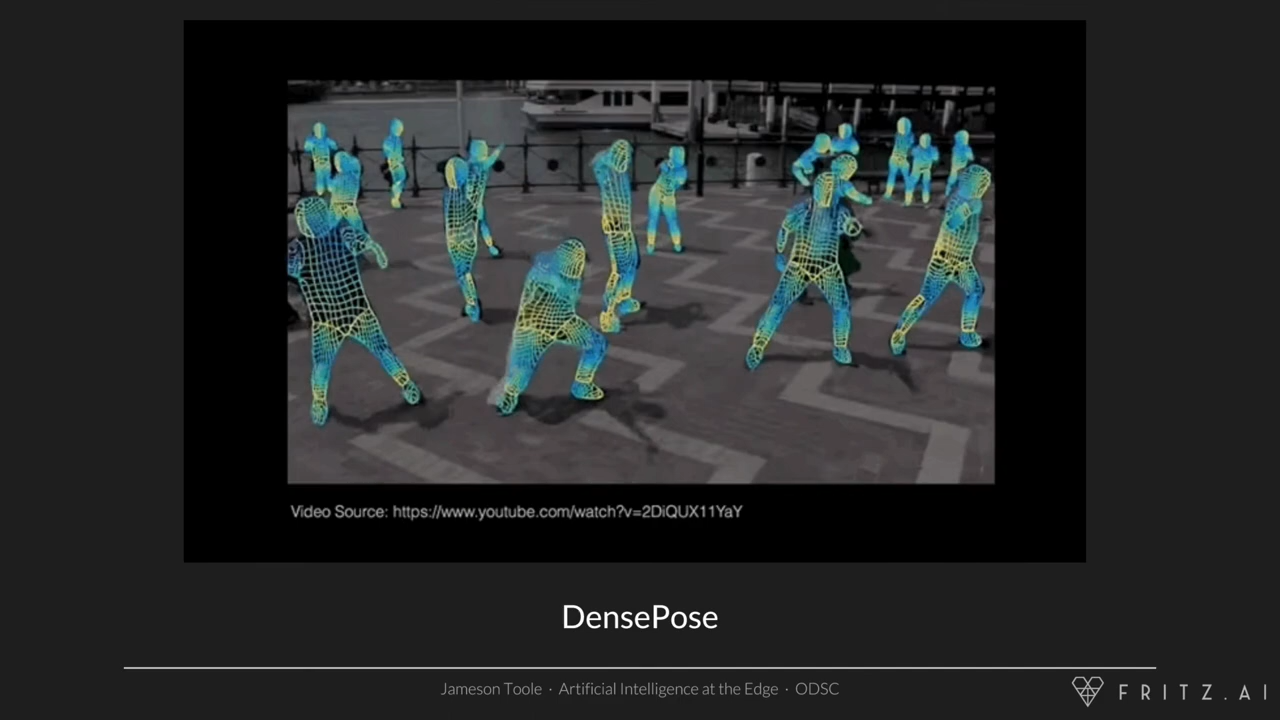 Video Source: https://www.youtube.com/watch?v=2DiQUX11YaY
DensePose
Jameson Toole · Artificial Intelligence at the Edge · ODSC
FRITZ.AI